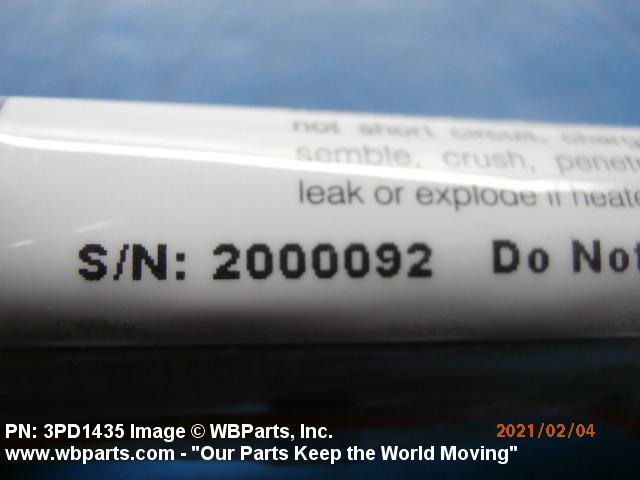 not short circuit, charg
semble, crush, penetr
leak or explode if heate
S/N: 2000092 Do Not
PN: 3PD1435 Image © WBParts, Inc.
2021/02/04
www.wbparts.com - "Our Parts Keep the World Moving"